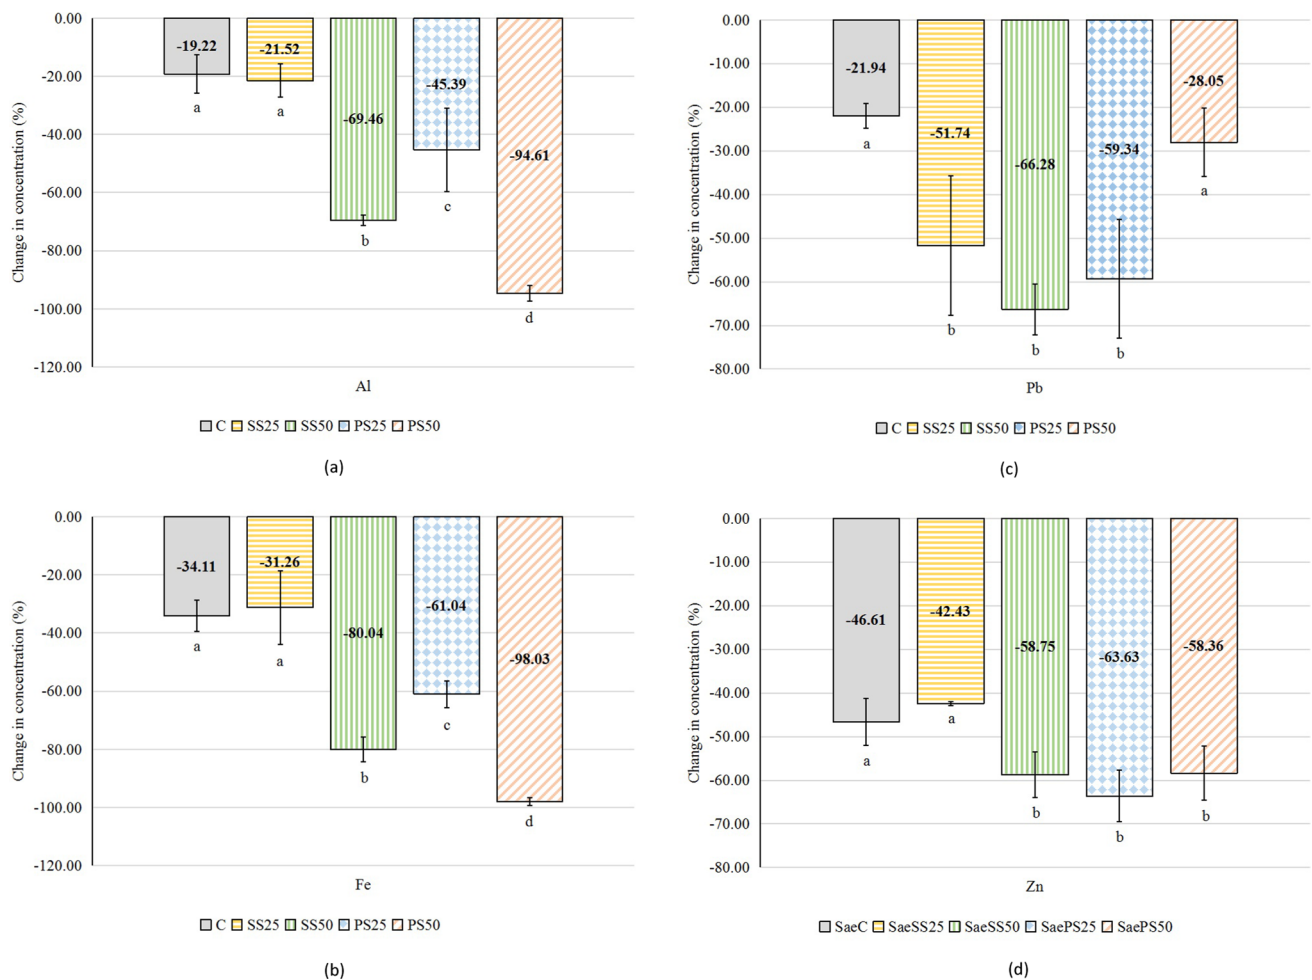 0.00
-20.00
-40.00
-60.00
-80.00
-100.00
-120.00
Change in concentration (%)
-19.22
-21.52
-69.46
-45.39
-94.61
a
a
b
c
d
Al
C SS25 SS50 PS25 PS50
(a)
0.00
-10.00
-20.00
-30.00
-40.00
-50.00
-60.00
-70.00
-80.00
Change in concentration (%)
-21.94
-51.74
-66.28
-59.34
-28.05
a
b
b
b
a
Pb
C SS25 SS50 PS25 PS50
(c)
0.00
-20.00
-40.00
-60.00
-80.00
-100.00
-120.00
Change in concentration (%)
-34.11
-31.26
-80.04
-61.04
-98.03
a
a
b
c
d
Fe
C SS25 SS50 PS25 PS50
(b)
0.00
-10.00
-20.00
-30.00
-40.00
-50.00
-60.00
-70.00
-80.00
Change in concentration (%)
-46.61
-42.43
-58.75
-63.63
-58.36
a
a
b
b
b
Zn
SaeC SaeSS25 SaeSS50 SaePS25 SaePS50
(d)